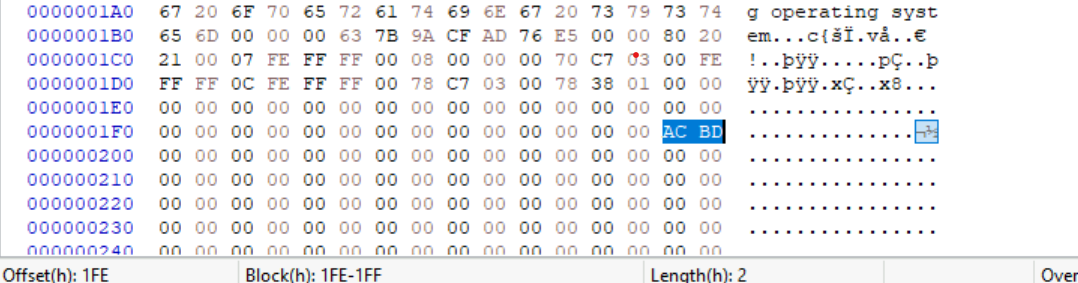 0000001A0 67 20 6F 70 65 72 61 74 69 6E 67 20 73 79 73 74 g operating syst
0000001B0 65 6D 00 00 00 63 7B 9A CF AD 76 E5 00 00 80 20 em...c{šÏ.vå..€
0000001C0 21 00 07 FE FF FF 00 08 00 00 00 70 C7 03 00 FE !..þÿÿ.....pÇ..þ
0000001D0 FF FF 0C FE FF FF 00 78 C7 03 00 78 38 01 00 00 ÿÿ.þÿÿ.xÇ..x8...
0000001E0 00 00 00 00 00 00 00 00 00 00 00 00 00 00 00 00 ................
0000001F0 00 00 00 00 00 00 00 00 00 00 00 00 00 00 AC BD ..............¬½
000000200 00 00 00 00 00 00 00 00 00 00 00 00 00 00 00 00 ................
000000210 00 00 00 00 00 00 00 00 00 00 00 00 00 00 00 00 ................
000000220 00 00 00 00 00 00 00 00 00 00 00 00 00 00 00 00 ................
000000230 00 00 00 00 00 00 00 00 00 00 00 00 00 00 00 00 ................
000000240 00 00 00 00 00 00 00 00 00 00 00 00 00 00 00 00 ................
Offset(h): 1FE Block(h): 1FE-1FF Length(h): 2 Over